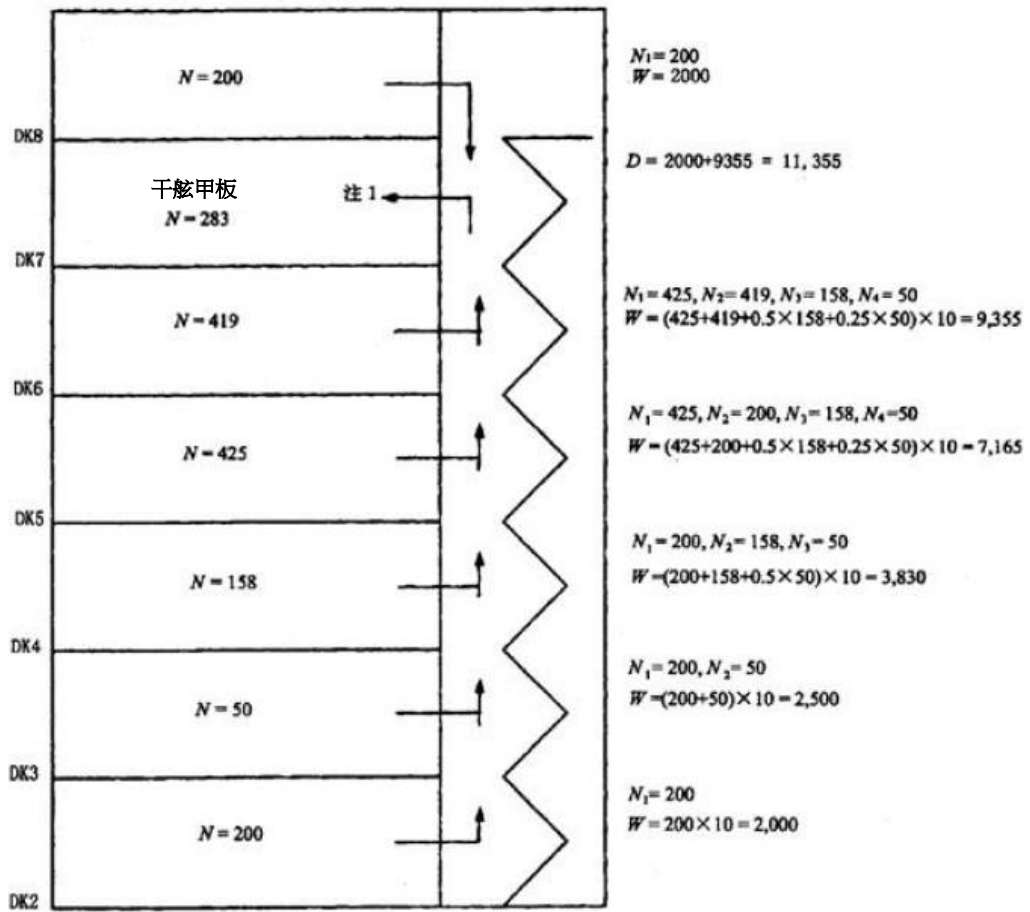 N = 200
N₁= 200
W = 2000
DK8
D = 2000+9355 = 11, 355
干舷甲板
注 1
N = 283
DK7
N = 419
N₁= 425, N₂= 419, N₃= 158, N₄= 50
W = (425+419+0.5×158+0.25×50)×10 = 9,355
DK6
N = 425
N₁= 425, N₂= 200, N₃= 158, N₄=50
W = (425+200+0.5×158+0.25×50)×10 = 7,165
DK5
N = 158
N₁= 200, N₂= 158, N₃= 50
W =(200+158+0.5×50)×10 = 3,830
DK4
N = 50
N₁= 200, N₂= 50
W =(200+50)×10 = 2,500
DK3
N = 200
N₁= 200
W = 200×10 = 2,000
DK2